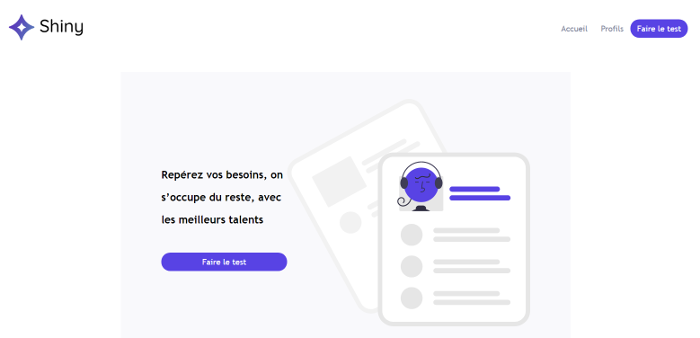 Shiny
Accueil
Profils
Faire le test
Repérez vos besoins, on
s'occupe du reste, avec
les meilleurs talents
Faire le test